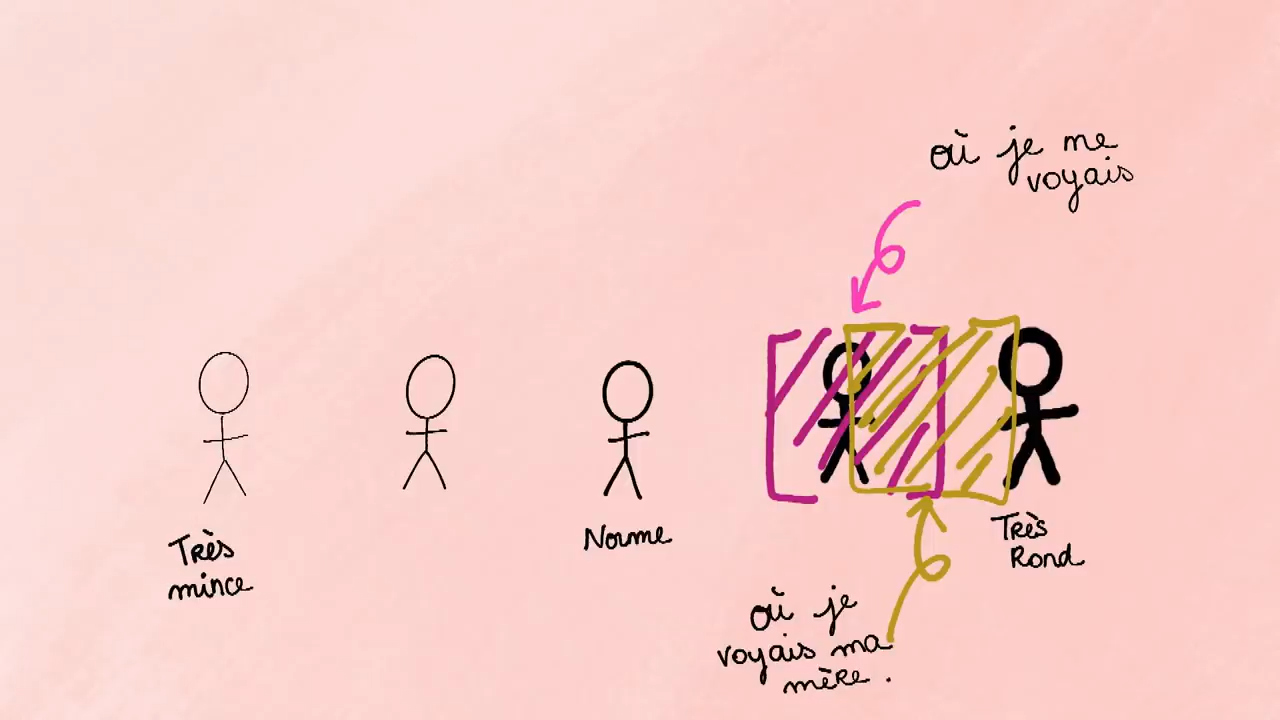 où je me
voyais
Très
mince
Norme
Très
Rond
où je
voyais ma
mère.